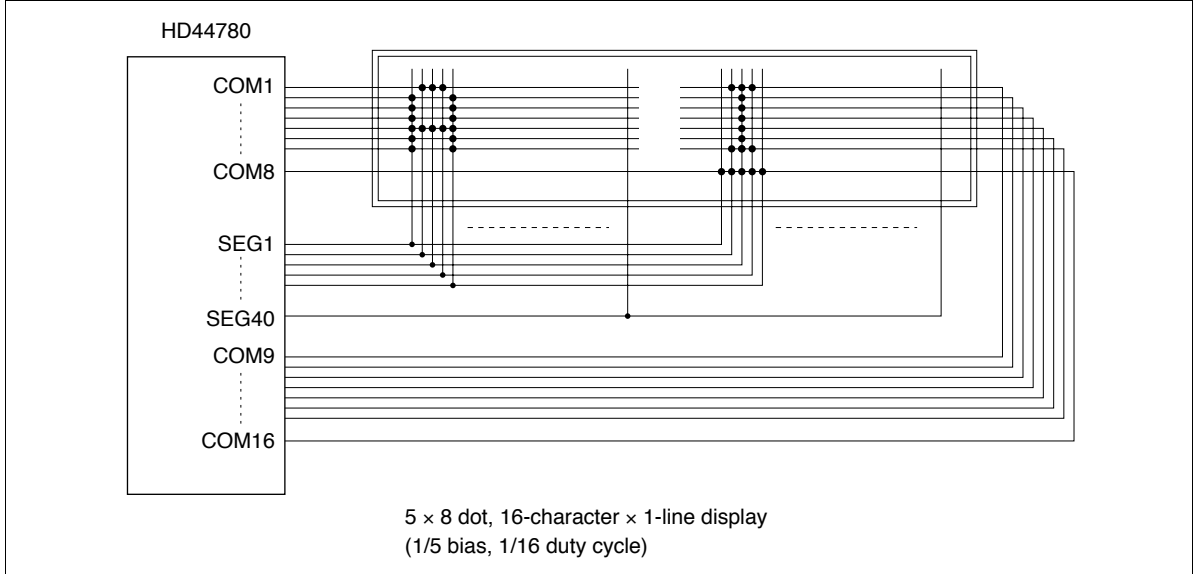 HD44780
COM1
COM8
SEG1
SEG40
COM9
COM16
5 × 8 dot, 16-character × 1-line display
(1/5 bias, 1/16 duty cycle)